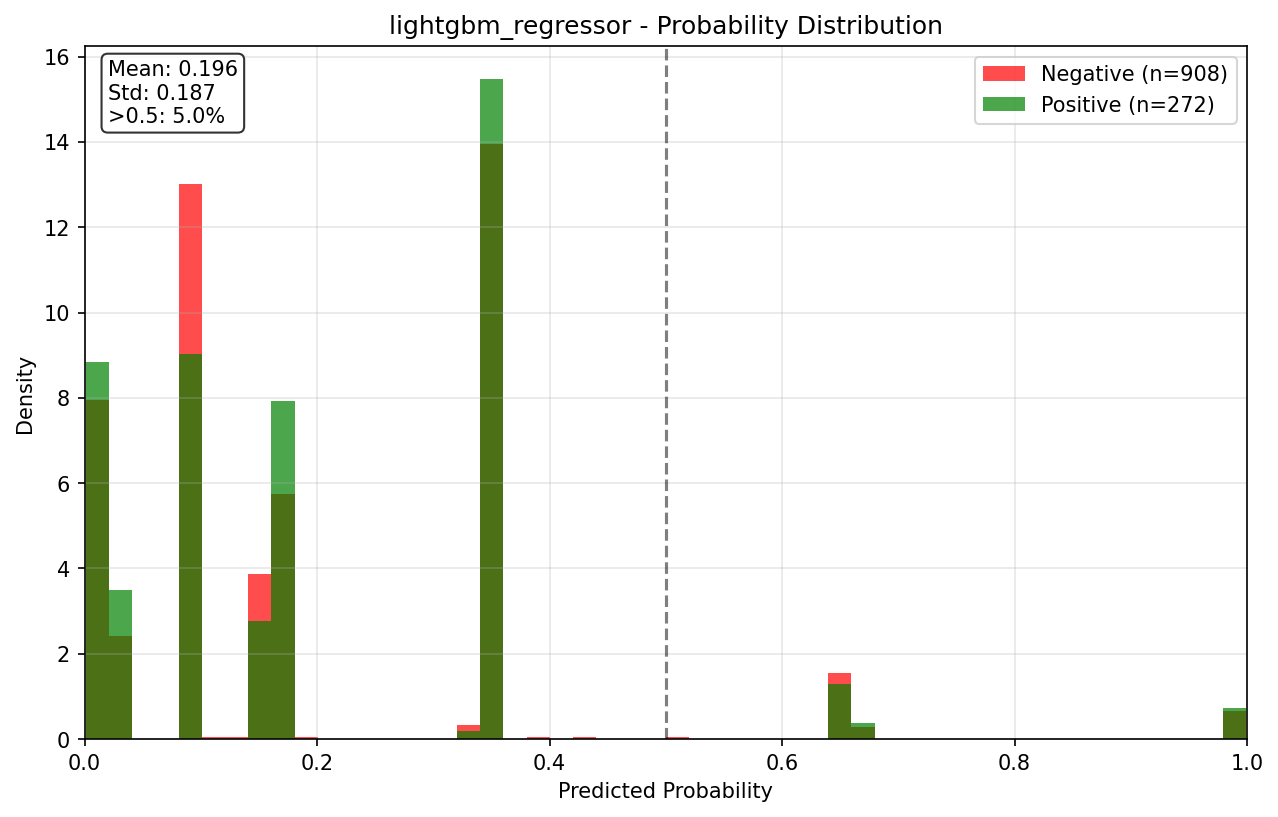 lightgbm_regressor - Probability Distribution
Mean: 0.196
Std: 0.187
>0.5: 5.0%
Negative (n=908)
Positive (n=272)
16
14
12
10
8
6
4
2
0
Density
0.0 0.2 0.4 0.6 0.8 1.0
Predicted Probability